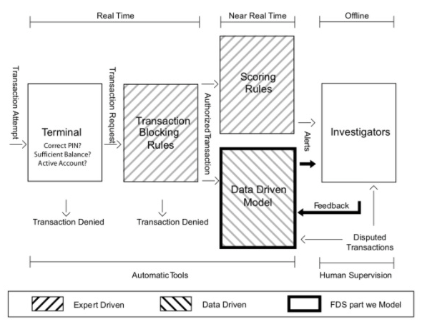 Real Time
Near Real Time
Offline
Transaction
Attempt
Terminal
Correct PIN?
Sufficient Balance?
Active Account?
Transaction
Request
Transaction
Blocking
Rules
Authorized Transaction
Scoring
Rules
Data Driven
Model
Alerts
Investigators
Feedback
Transaction Denied
Transaction Denied
Disputed
Transactions
Automatic Tools
Human Supervision
Expert Driven
Data Driven
FDS part we Model